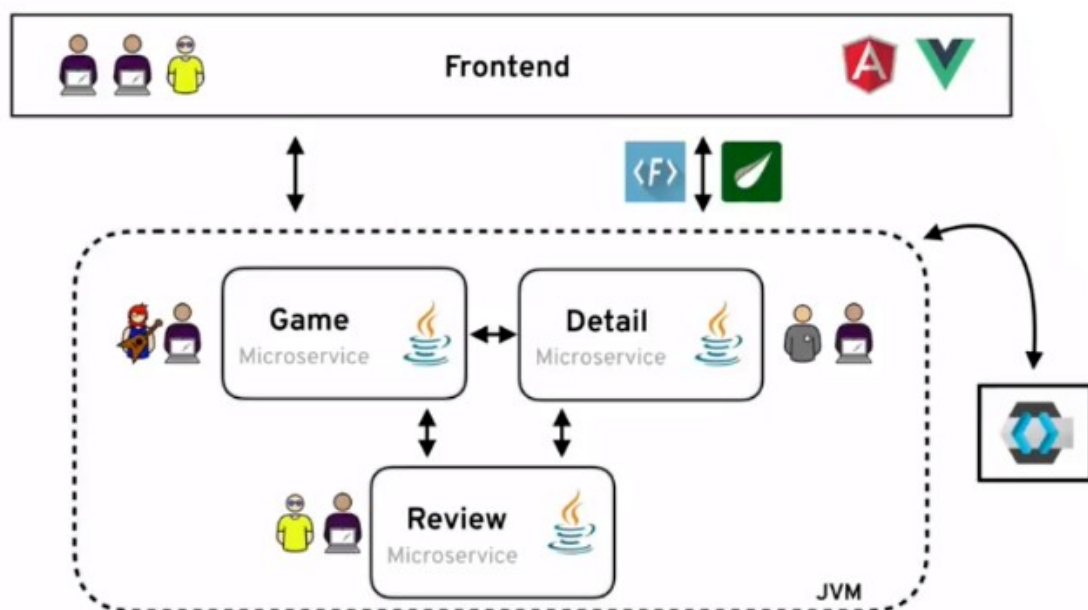 Frontend
A
<F>
Game
Microservice
Detail
Microservice
Review
Microservice
JVM